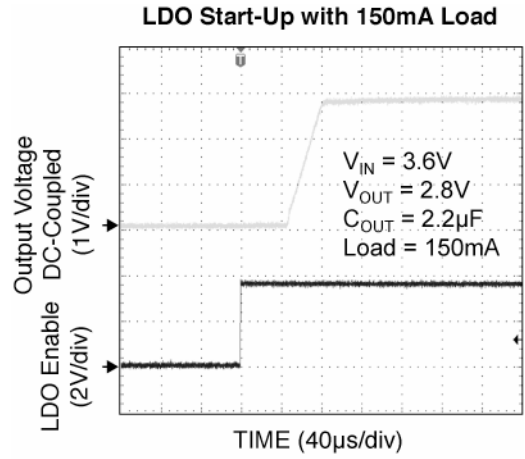 LDO Start-Up with 150mA Load
T
Output Voltage
DC-Coupled
(1V/div)
V_IN = 3.6V
V_OUT = 2.8V
C_OUT = 2.2µF
Load = 150mA
LDO Enable
(2V/div)
TIME (40µs/div)